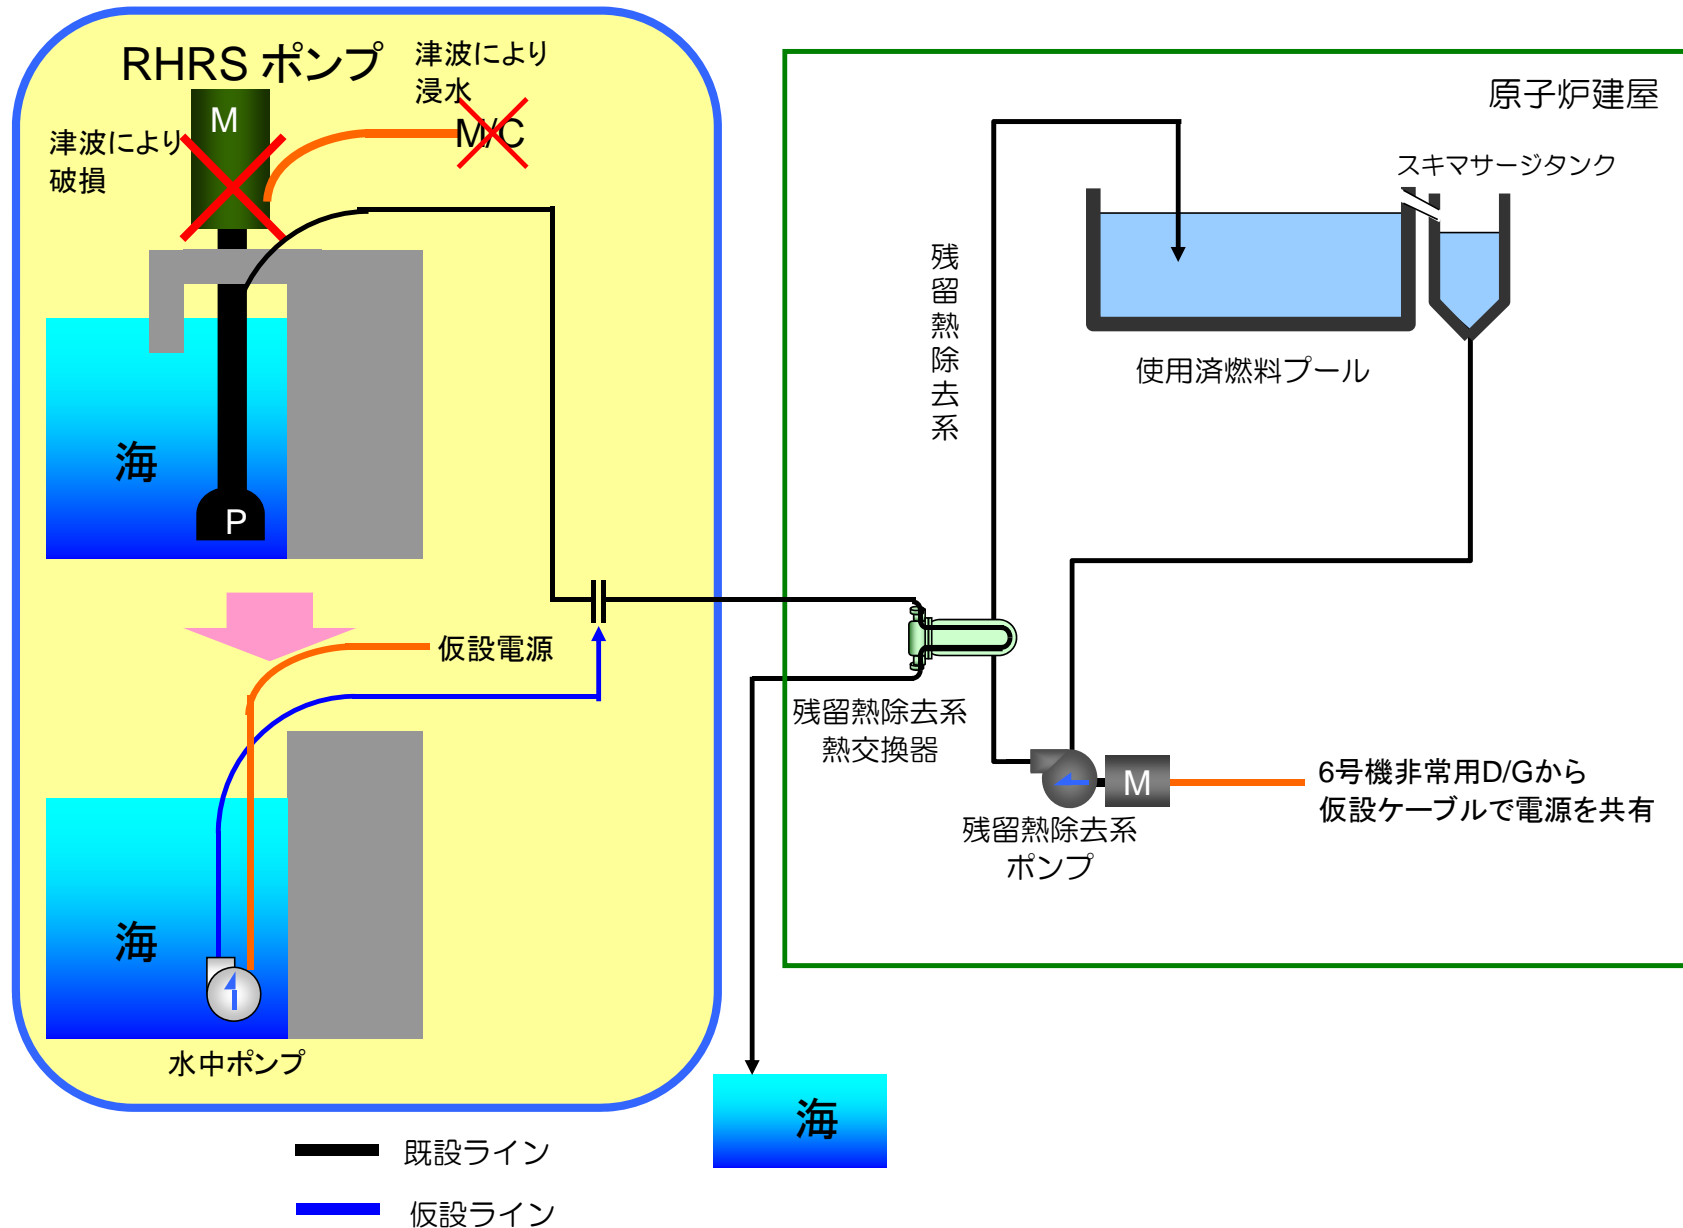 RHRS ポンプ
津波により
浸水
M
M/C
津波により
破損
海
P
仮設電源
海
水中ポンプ
既設ライン
仮設ライン
原子炉建屋
スキマサージタンク
残留熱除去系
使用済燃料プール
残留熱除去系
熱交換器
M
6号機非常用D/Gから
仮設ケーブルで電源を共有
残留熱除去系
ポンプ
海